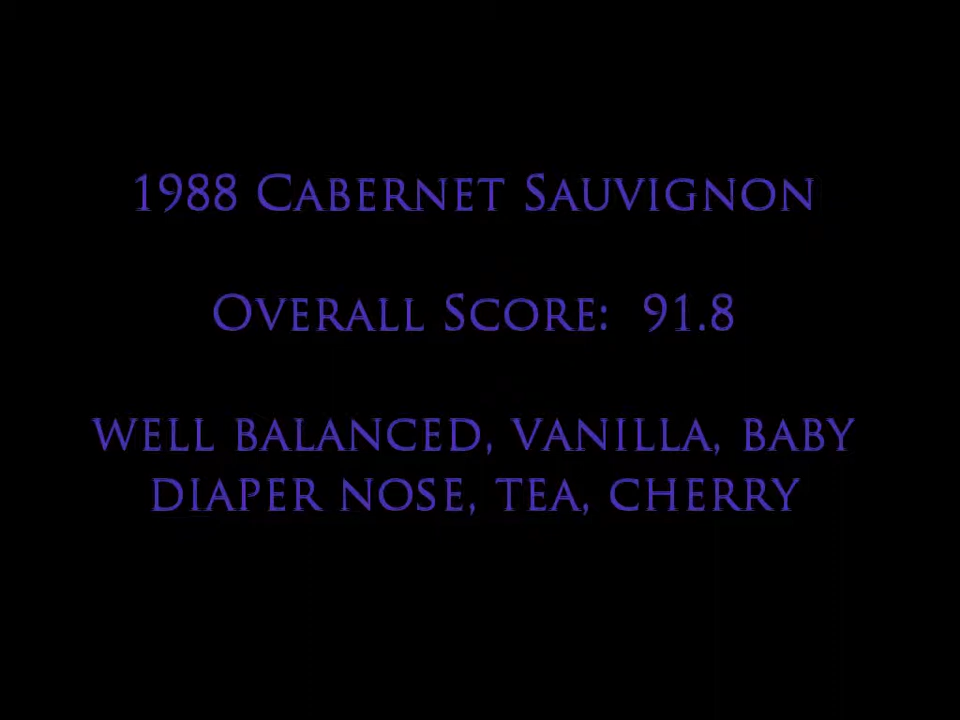 1988 Cabernet Sauvignon
Overall Score: 91.8
well balanced, vanilla, baby
diaper nose, tea, cherry